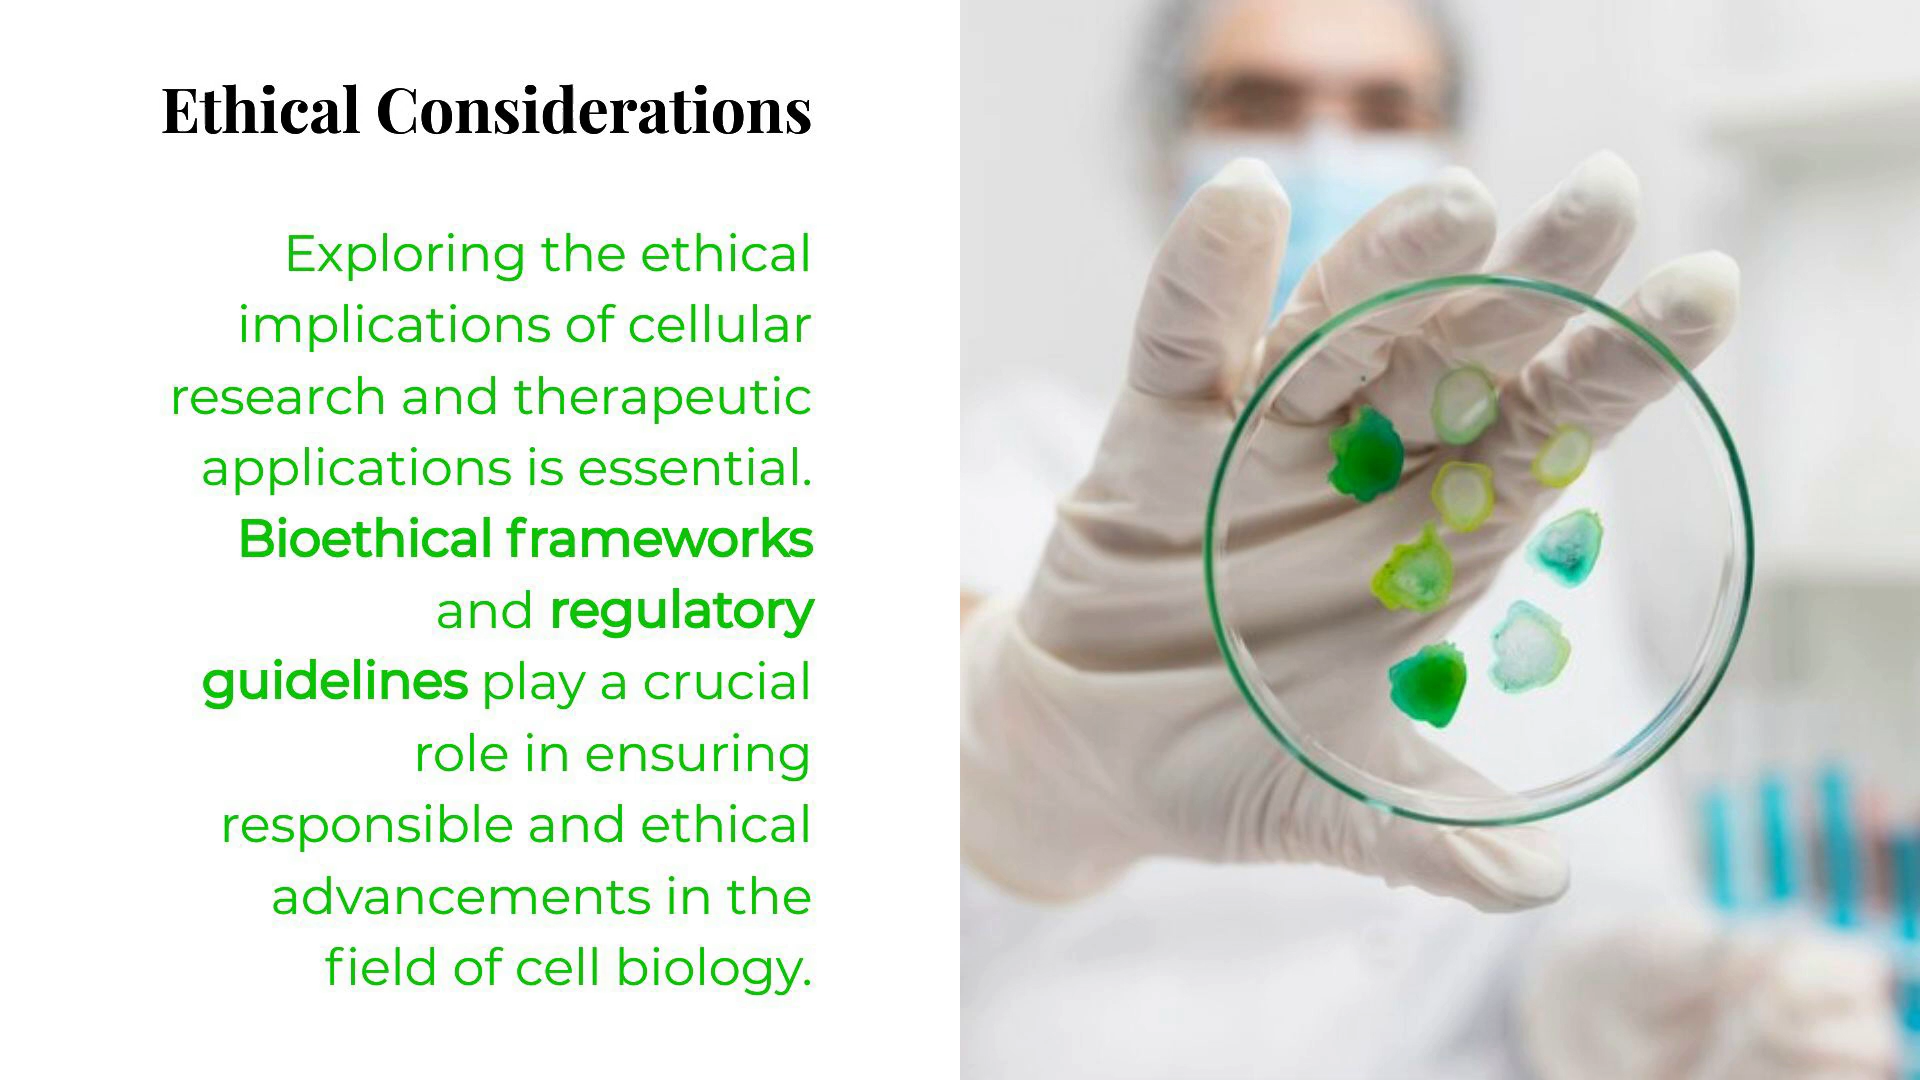 Ethical Considerations
Exploring the ethical
implications of cellular
research and therapeutic
applications is essential.
Bioethical frameworks
and regulatory
guidelines play a crucial
role in ensuring
responsible and ethical
advancements in the
field of cell biology.